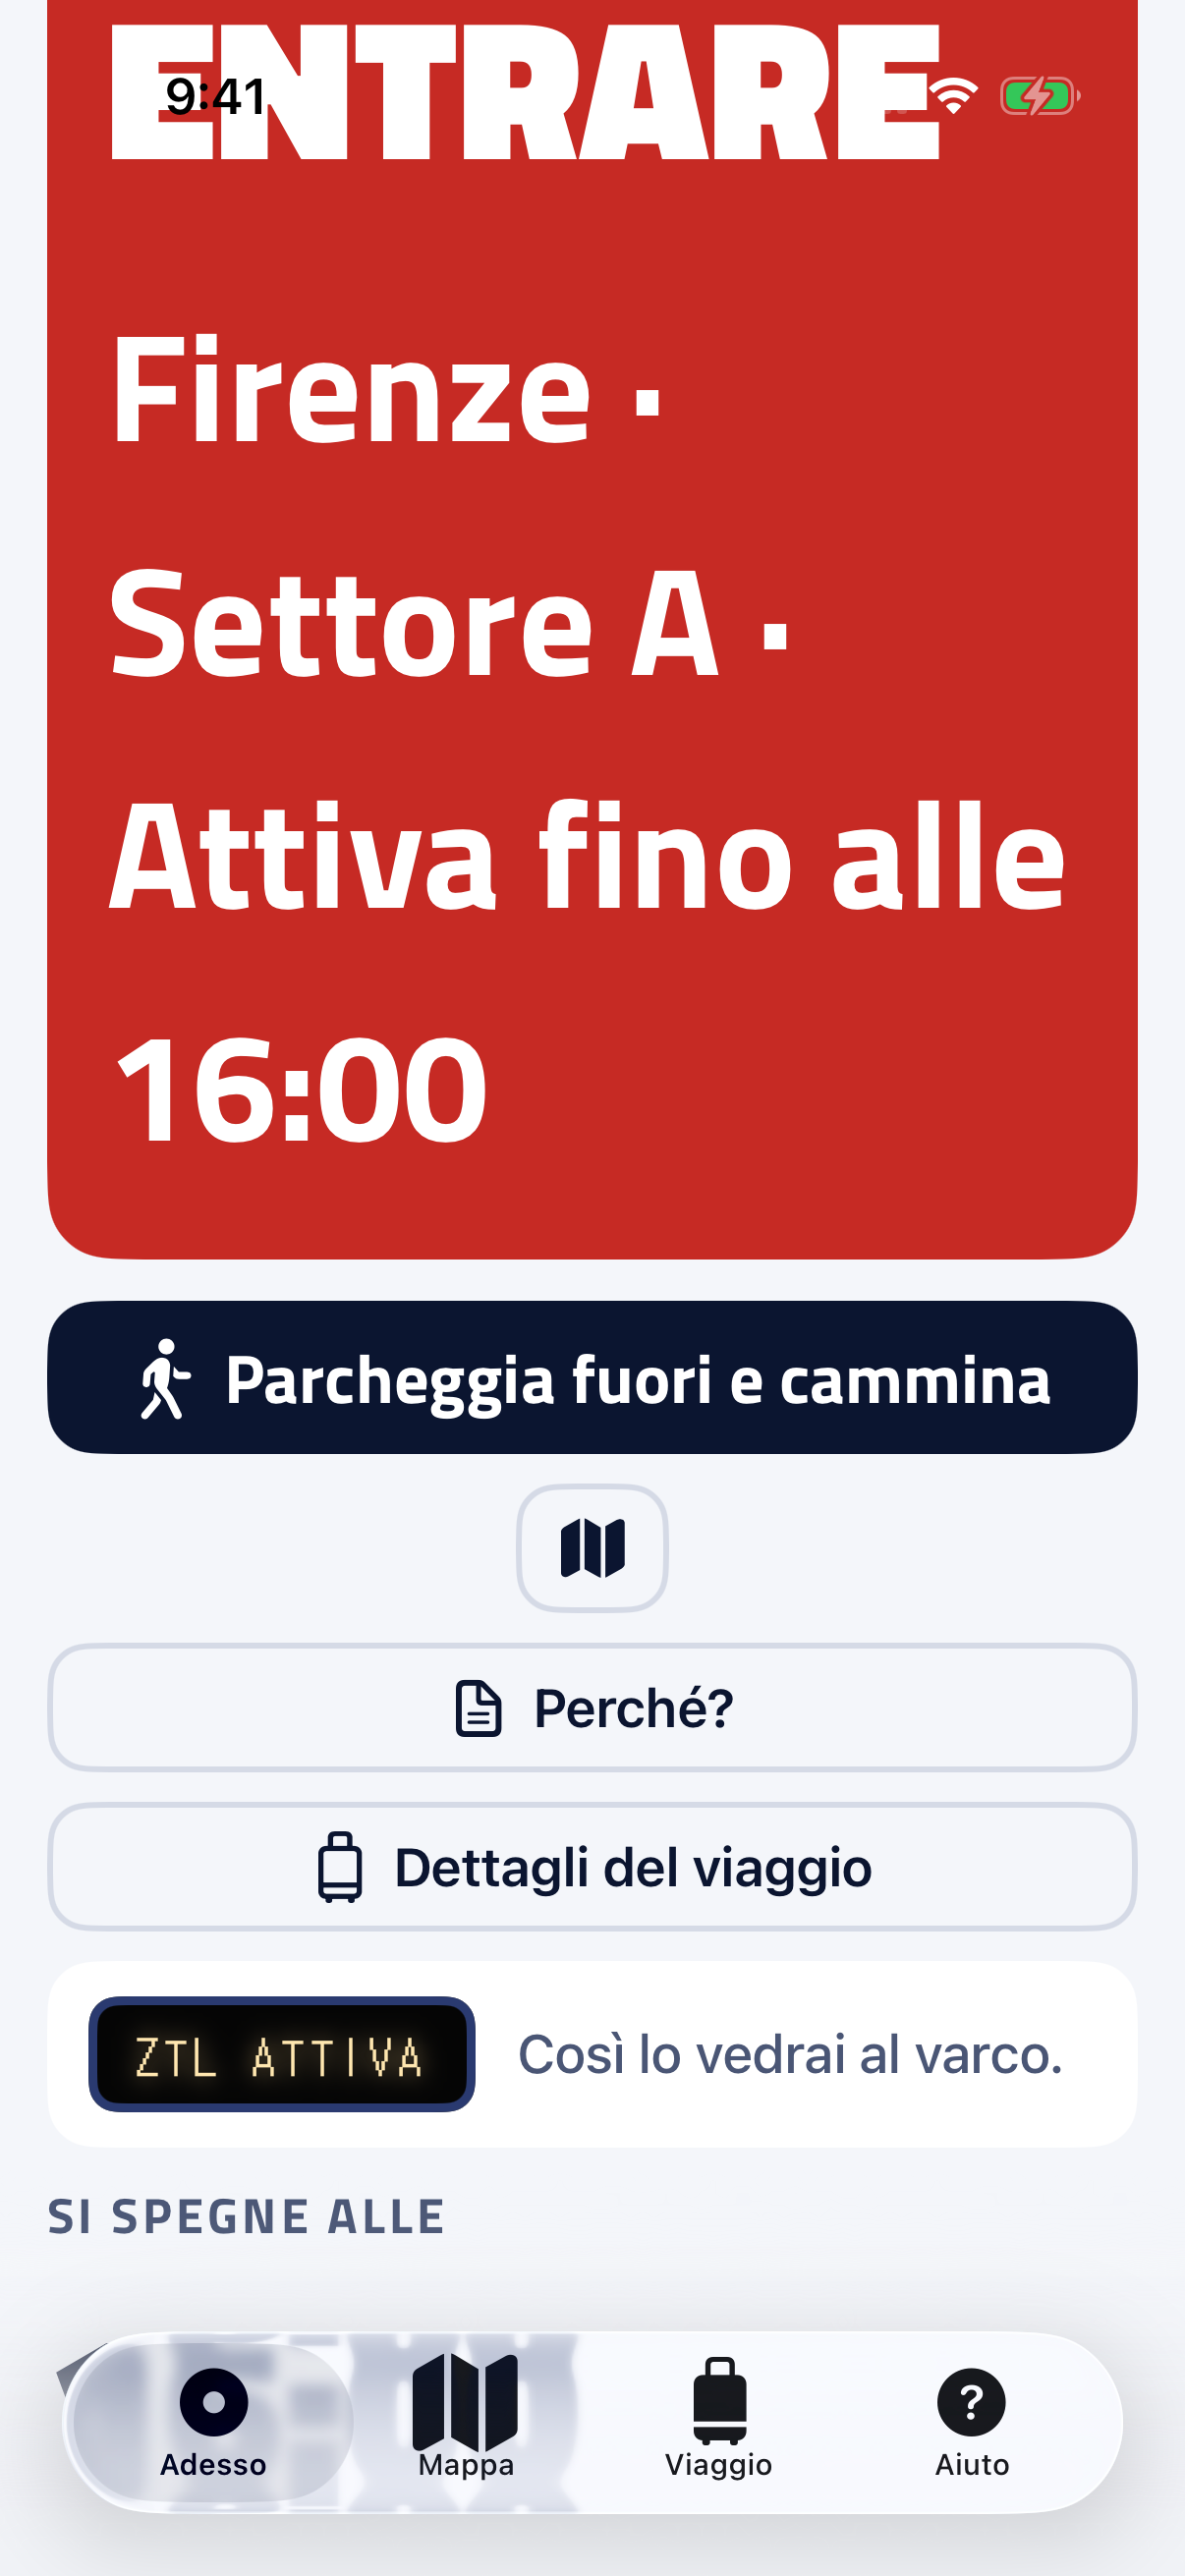 ENTRARE
9:41
Firenze ·
Settore A ·
Attiva fino alle
16:00
Parcheggia fuori e cammina
Perché?
Dettagli del viaggio
ZTL ATTIVA
Così lo vedrai al varco.
SI SPEGNE ALLE
Adesso
Mappa
Viaggio
Aiuto